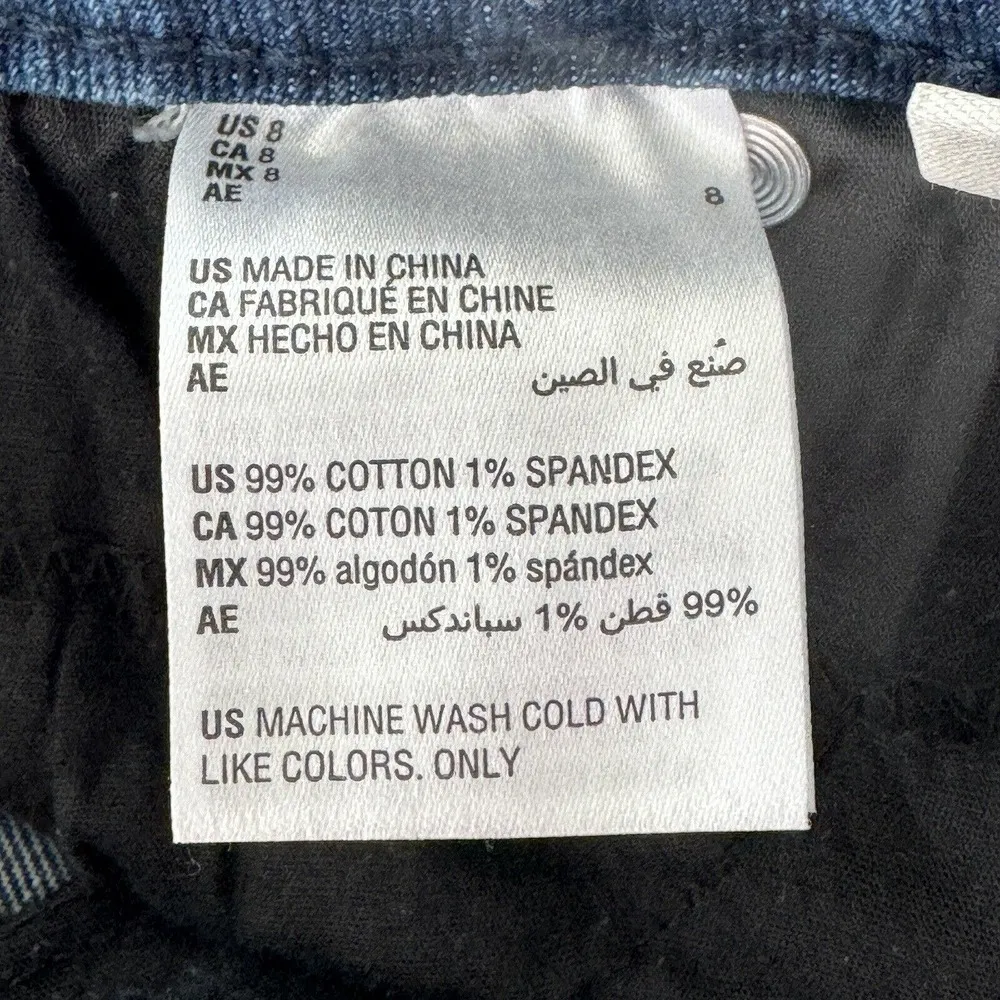 US 8
CA 8
MX 8
AE 8
US MADE IN CHINA
CA FABRIQUÉ EN CHINE
MX HECHO EN CHINA
AE صُنع في الصين
US 99% COTTON 1% SPANDEX
CA 99% COTON 1% SPANDEX
MX 99% algodón 1% spándex
AE 99% قطن 1% سباندكس
US MACHINE WASH COLD WITH
LIKE COLORS. ONLY